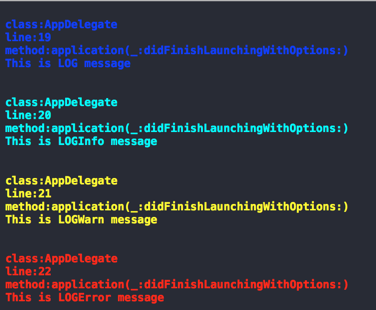 class:AppDelegate
line:19
method:application(_:didFinishLaunchingWithOptions:)
This is LOG message
class:AppDelegate
line:20
method:application(_:didFinishLaunchingWithOptions:)
This is LOGInfo message
class:AppDelegate
line:21
method:application(_:didFinishLaunchingWithOptions:)
This is LOGWarn message
class:AppDelegate
line:22
method:application(_:didFinishLaunchingWithOptions:)
This is LOGError message